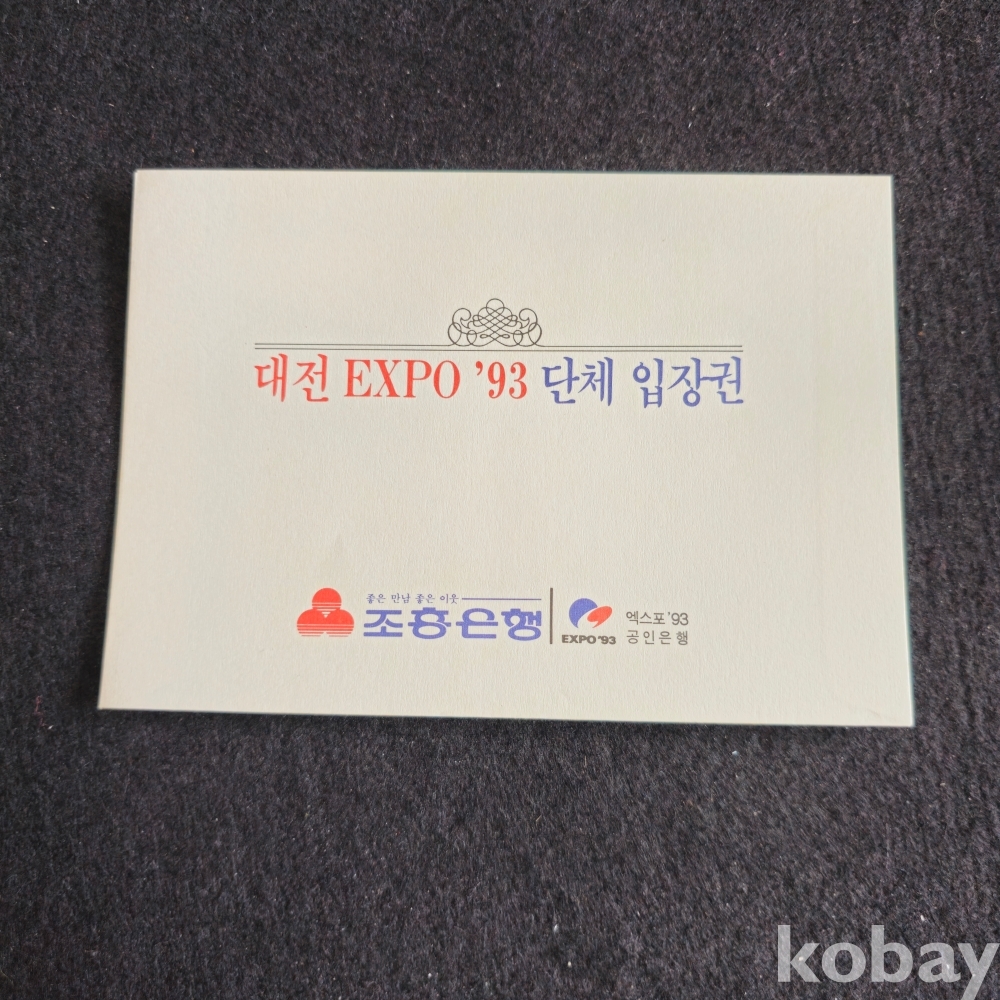 대전 EXPO '93 단체 입장권
좋은 만남 좋은 이웃
조흥은행
EXPO '93
엑스포 '93
공인은행
kobay